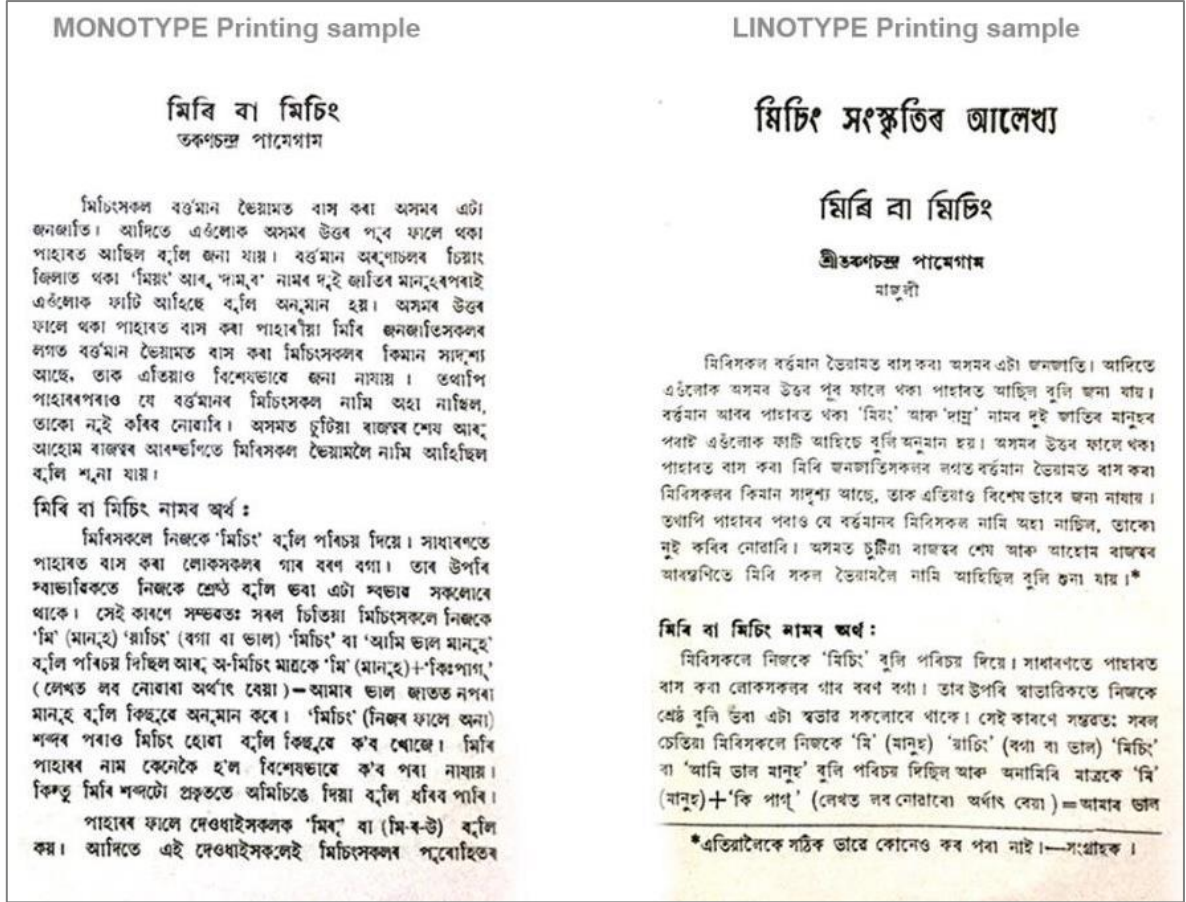 MONOTYPE Printing sample
মিৰি বা মিচিং
তৰুণচন্দ্ৰ পামেগাম
মিচিংসকল বৰ্ত্তমান ভৈয়ামত বাস কৰা অসমৰ এটা
জনজাতি। আদিতে এওঁলোক অসমৰ উত্তৰ পূব ফালে থকা
পাহাৰত আছিল বুলি জনা যায়। বৰ্ত্তমান অৰুণাচলৰ চিয়াং
জিলাত থকা ‘মিয়ং’ আৰু ‘দাম্ৰ’ নামৰ দুই জাতিৰ মানুহৰপৰাই
এওঁলোক ফাটি আহিছে বুলি অনুমান হয়। অসমৰ উত্তৰ
ফালে থকা পাহাৰত বাস কৰা পাহাৰীয়া মিৰি জনজাতিসকলৰ
লগত বৰ্ত্তমান ভৈয়ামত বাস কৰা মিচিংসকলৰ কিমান সাদৃশ্য
আছে, তাক এতিয়াও বিশেষভাবে জনা নাযায়। তথাপি
পাহাৰৰপৰাও যে বৰ্ত্তমানৰ মিচিংসকল নামি অহা নাছিল,
তাকো নুই কৰিব নোৱাৰি। অসমত চুটিয়া ৰাজত্বৰ শেষ আৰু
আহোম ৰাজত্বৰ আৰম্ভণিতে মিৰিসকল ভৈয়ামলৈ নামি আহিছিল
বুলি শুনা যায়।
মিৰি বা মিচিং নামৰ অৰ্থ :
মিৰিসকলে নিজকে ‘মিচিং’ বুলি পৰিচয় দিয়ে। সাধাৰণতে
পাহাৰত বাস কৰা লোকসকলৰ গাৰ বৰণ বগা। তাৰ উপৰি
স্বাভাৱিকতে নিজকে শ্ৰেষ্ঠ বুলি ভবা এটা স্বভাৱ সকলোৰে
থাকে। সেই কাৰণে সম্ভৱতঃ সৰল চিতিয়া মিচিংসকলে নিজকে
‘মি’ (মানুহ) ‘য়াচিং’ (বগা বা ভাল) ‘মিচিং’ বা ‘আমি ভাল মানুহ’
বুলি পৰিচয় দিছিল আৰু অ-মিচিং মাত্ৰকে ‘মি’ (মানুহ)+‘কিঃপাগ্’
(লেখত লব নোৱাৰা অৰ্থাৎ বেয়া)=আমাৰ ভাল জাতত নপৰা
মানুহ বুলি কিছুৱে অনুমান কৰে। ‘মিচিং’ (নিজৰ ফালে অনা)
শব্দৰ পৰাও মিচিং হোৱা বুলি কিছুৱে ক’ব খোজে। মিৰি
পাহাৰৰ নাম কেনেকৈ হ’ল বিশেষভাৱে ক’ব পৰা নাযায়।
কিন্তু মিৰি শব্দটো প্ৰকৃততে অমিচিঙে দিয়া বুলি ধৰিব পাৰি।
পাহাৰৰ ফালে দেওধাইসকলক ‘মিৰু’ বা (মি-ৰ-উ) বুলি
কয়। আদিতে এই দেওধাইসকলেই মিচিংসকলৰ পুৰোহিতৰ
LINOTYPE Printing sample
মিচিং সংস্কৃতিৰ আলেখ্য
মিৰি বা মিচিং
শ্ৰীতৰুণচন্দ্ৰ পামেগাম
মাজুলী
মিৰিসকল বৰ্ত্তমান ভৈয়ামত বাস কৰা অসমৰ এটা জনজাতি। আদিতে
এওঁলোক অসমৰ উত্তৰ পূব ফালে থকা পাহাৰত আছিল বুলি জনা যায়।
বৰ্ত্তমান আবৰ পাহাৰত থকা ‘মিয়ং’ আৰু ‘দাম্ৰ’ নামৰ দুই জাতিৰ মানুহৰ
পৰাই এওঁলোক ফাটি আহিচে বুলি অনুমান হয়। অসমৰ উত্তৰ ফালে থকা
পাহাৰত বাস কৰা মিৰি জনজাতিসকলৰ লগত বৰ্ত্তমান ভৈয়ামত বাস কৰা
মিৰিসকলৰ কিমান সাদৃশ্য আছে, তাক এতিয়াও বিশেষ ভাবে জনা নাযায়।
তথাপি পাহাৰৰ পৰাও যে বৰ্ত্তমানৰ মিৰিসকল নামি অহা নাছিল, তাকো
নুই কৰিব নোৱাৰি। অসমত চুটিয়া ৰাজত্বৰ শেষ আৰু আহোম ৰাজত্বৰ
আৰম্ভণিতে মিৰি সকল ভৈয়ামলৈ নামি আহিছিল বুলি শুনা যায়।*
মিৰি বা মিচিং নামৰ অৰ্থ :
মিৰিসকলে নিজকে ‘মিচিং’ বুলি পৰিচয় দিয়ে। সাধাৰণতে পাহাৰত
বাস কৰা লোকসকলৰ গাৰ বৰণ বগা। তাৰ উপৰি স্বাভাৱিকতে নিজকে
শ্ৰেষ্ঠ বুলি ভবা এটা স্বভাৱ সকলোৰে থাকে। সেই কাৰণে সম্ভৱতঃ সৰল
চেতিয়া মিৰিসকলে নিজকে ‘মি’ (মানুহ) ‘য়াচিং’ (বগা বা ভাল) ‘মিচিং’
বা ‘আমি ভাল মানুহ’ বুলি পৰিচয় দিছিল আৰু অনামিৰি মাত্ৰকে ‘মি’
(মানুহ)+‘কি পাগ্’ (লেখত লব নোৱাৰো অৰ্থাৎ বেয়া)=আমাৰ ভাল
*এতিয়ালৈকে সঠিক ভাৱে কোনেও কব পৰা নাই।—সংগ্ৰাহক।